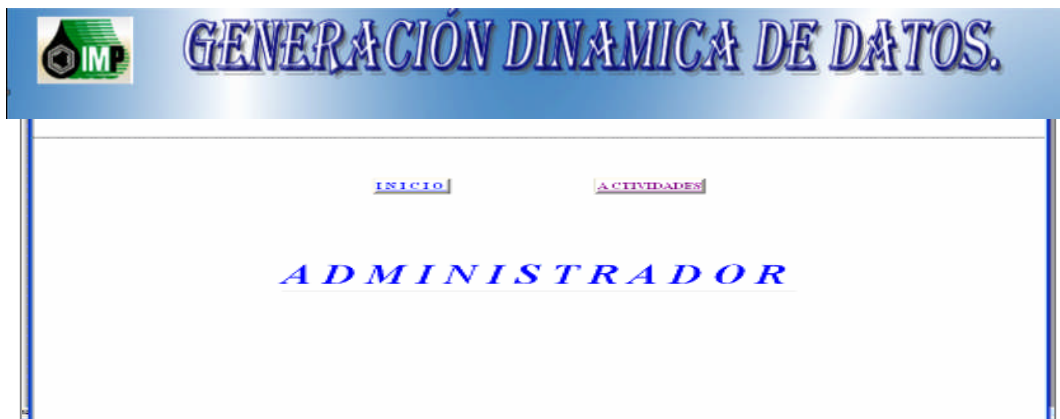 IMP
GENERACIÓN DINAMICA DE DATOS.
INICIO ACTIVIDADES
ADMINISTRADOR